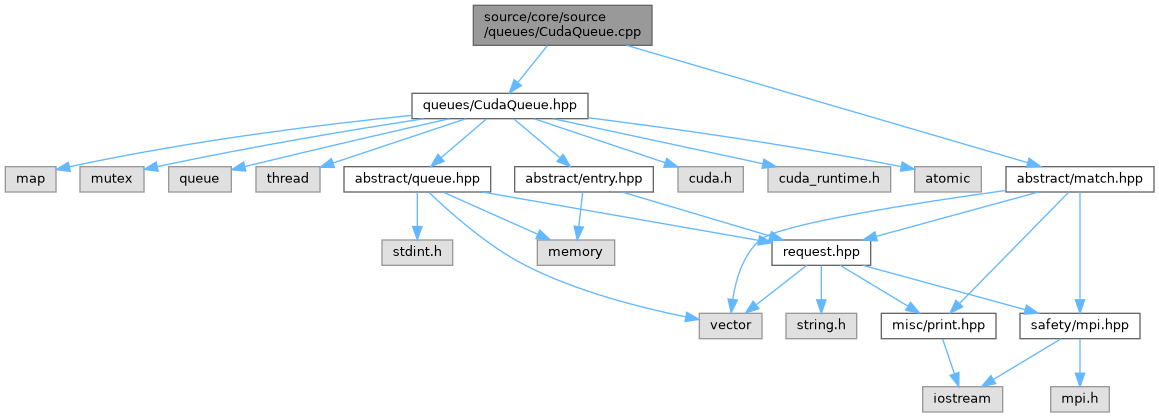 source/core/source
/queues/CudaQueue.cpp
queues/CudaQueue.hpp
map
mutex
queue
thread
abstract/queue.hpp
abstract/entry.hpp
cuda.h
cuda_runtime.h
atomic
abstract/match.hpp
stdint.h
memory
request.hpp
vector
string.h
misc/print.hpp
safety/mpi.hpp
iostream
mpi.h